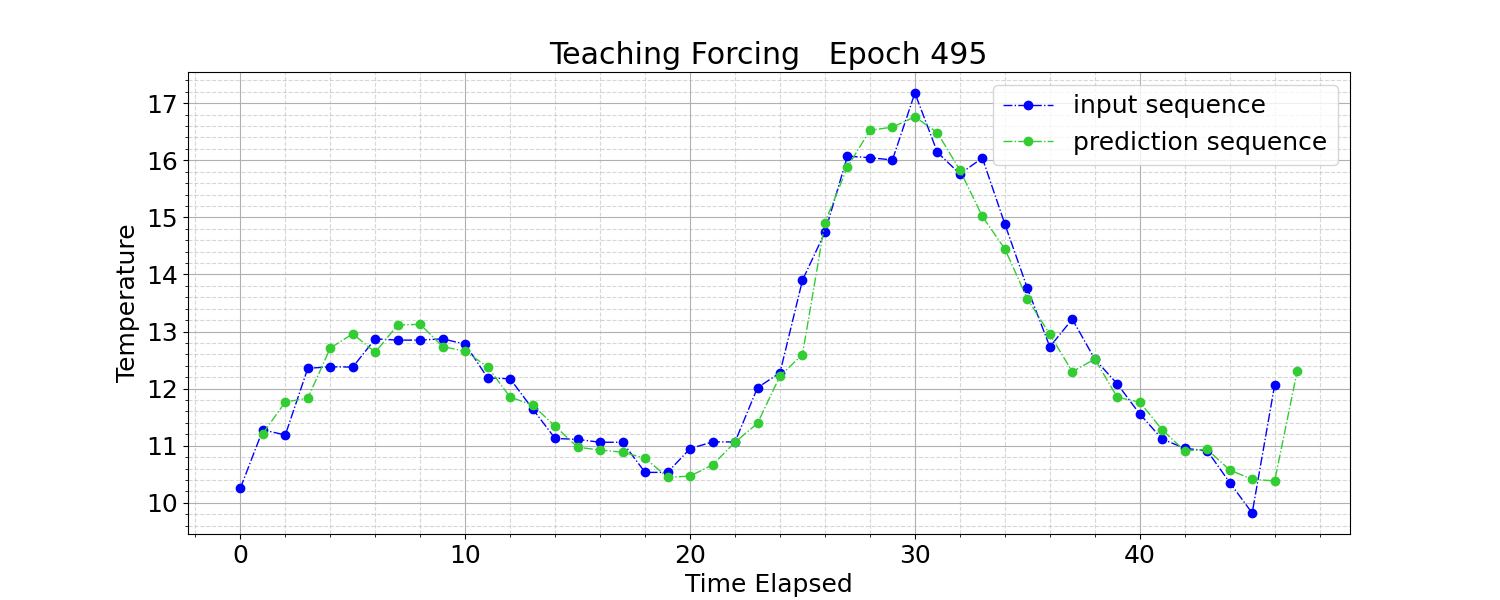 Teaching Forcing   Epoch 495
input sequence
prediction sequence
Temperature
17
16
15
14
13
12
11
10
0 10 20 30 40
Time Elapsed